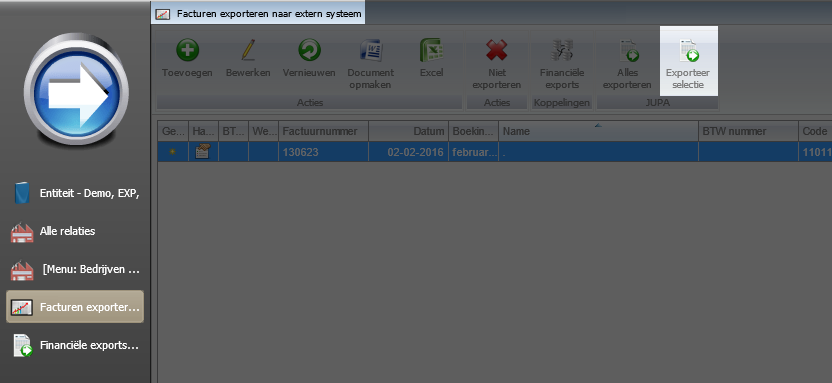 Facturen exporteren naar extern systeem
Toevoegen Bewerken Vernieuwen Document opmaken Excel Niet exporteren Financiële exports Alles exporteren Exporteer selectie
Acties Acties Koppelingen JUPA
Ge... Ha... BT... We... Factuurnummer Datum Boekin... Name BTW nummer Code
130623 02-02-2016 februar... . 11011
Entiteit - Demo, EXP,
Alle relaties
[Menu: Bedrijven ...
Facturen exporter...
Financiële exports...